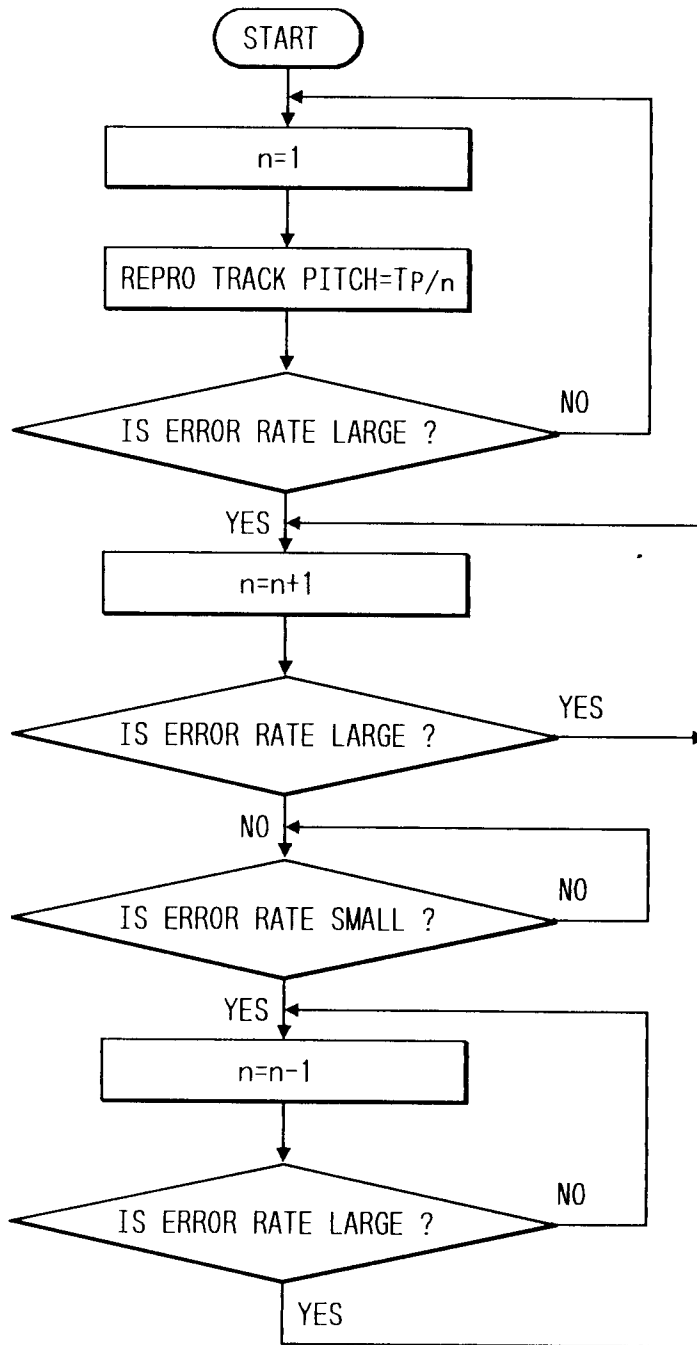 START
n=1
REPRO TRACK PITCH=TP/n
IS ERROR RATE LARGE ?
NO
YES
n=n+1
IS ERROR RATE LARGE ?
YES
NO
IS ERROR RATE SMALL ?
NO
YES
n=n-1
IS ERROR RATE LARGE ?
NO
YES